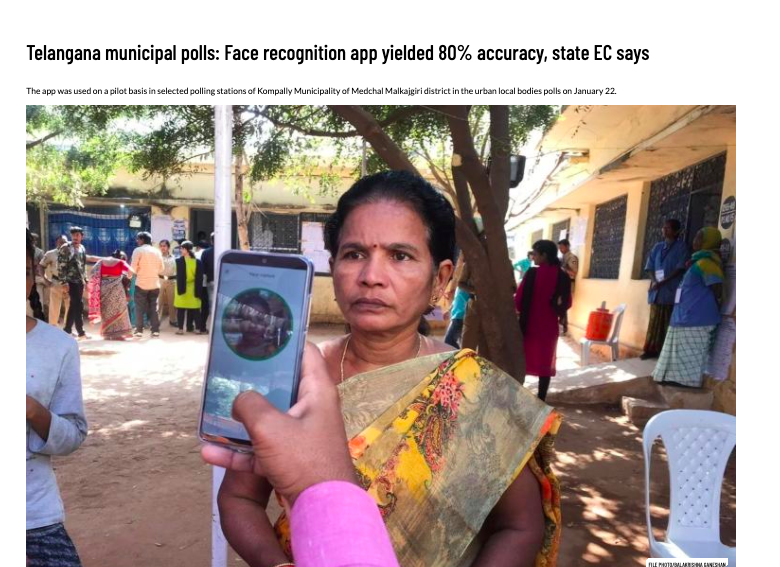 Telangana municipal polls: Face recognition app yielded 80% accuracy, state EC says
The app was used on a pilot basis in selected polling stations of Kompally Municipality of Medchal Malkajgiri district in the urban local bodies polls on January 22.
FILE PHOTO/BALAKRISHNA GANESHAN